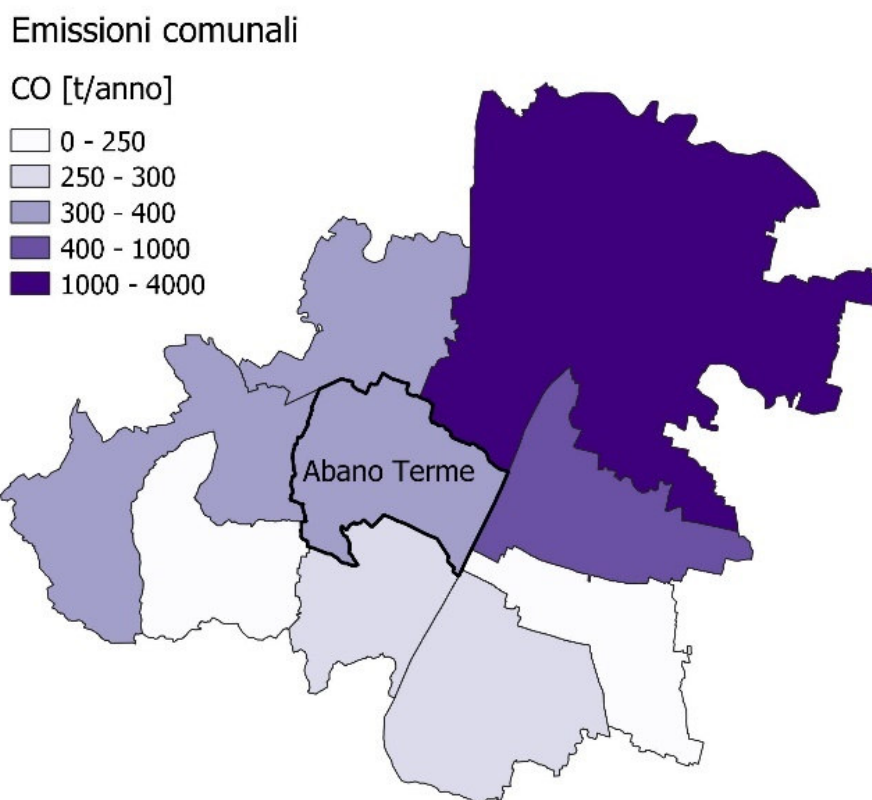 Emissioni comunali
CO [t/anno]
0 - 250
250 - 300
300 - 400
400 - 1000
1000 - 4000
Abano Terme